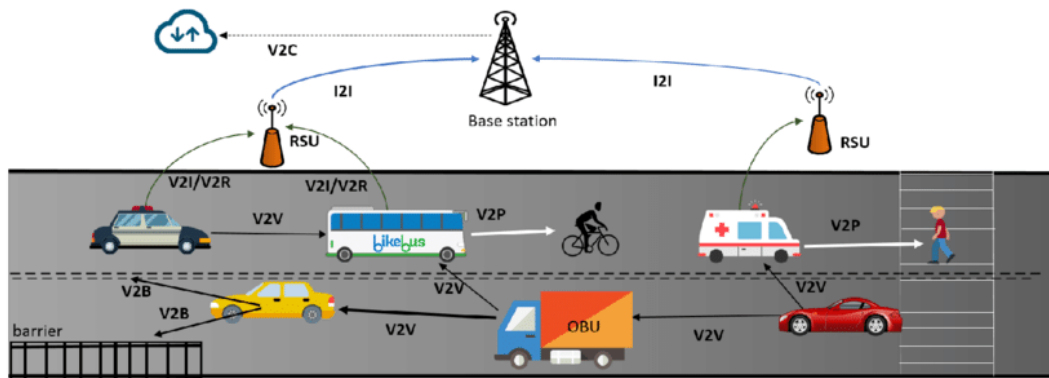 V2C
I2I
I2I
Base station
RSU
RSU
V2I/V2R
V2I/V2R
V2V
V2P
V2P
bikebus
V2B
V2V
V2V
V2B
V2V
OBU
V2V
barrier